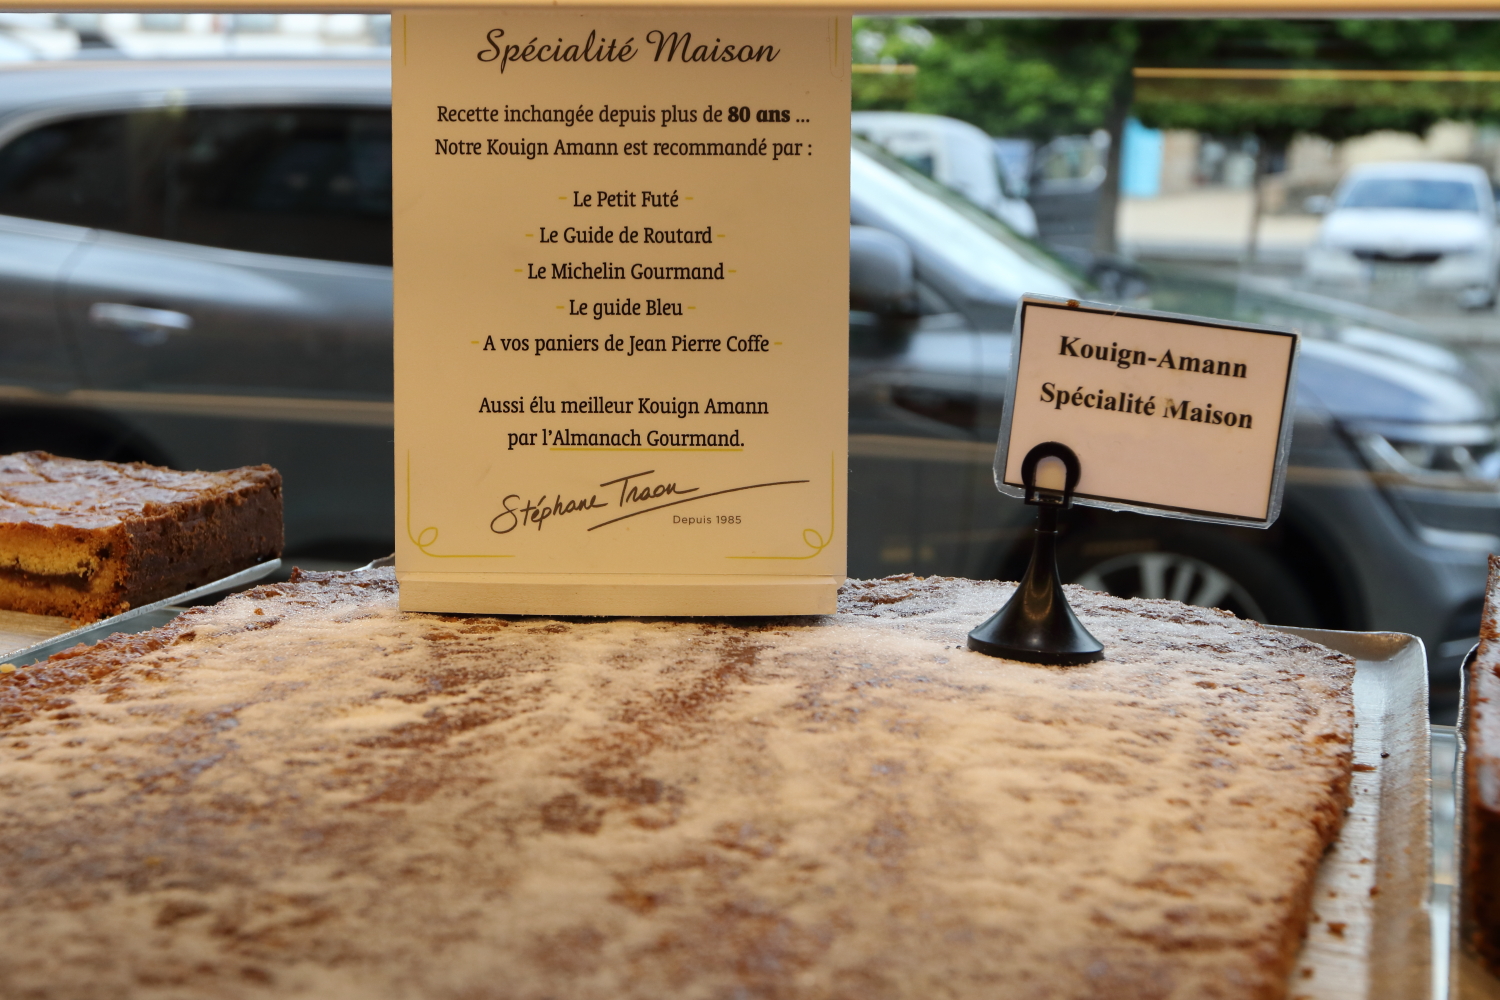 Spécialité Maison
Recette inchangée depuis plus de 80 ans ...
Notre Kouign Amann est recommandé par :
- Le Petit Futé -
- Le Guide de Routard -
- Le Michelin Gourmand -
- Le guide Bleu -
- A vos paniers de Jean Pierre Coffe -
Aussi élu meilleur Kouign Amann
par l'Almanach Gourmand.
Stéphane Traon
Depuis 1985
Kouign-Amann
Spécialité Maison